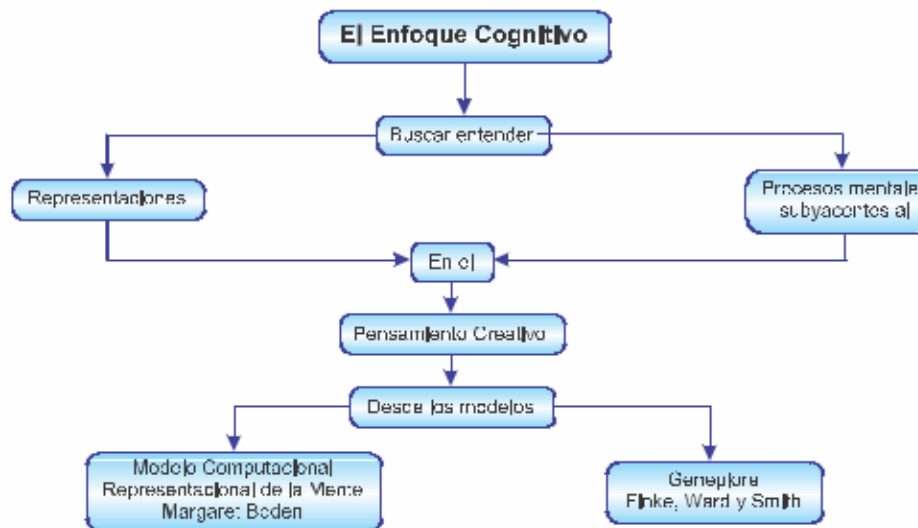 El Enfoque Cognitivo
Buscar entender
Representaciones
Procesos mentale
subyacentes al
En el
Pensamiento Creativo
Desde los modelos
Modelo Computacional
Representacional de la Mente
Margaret Boden
Geneplore
Finke, Ward y Smith